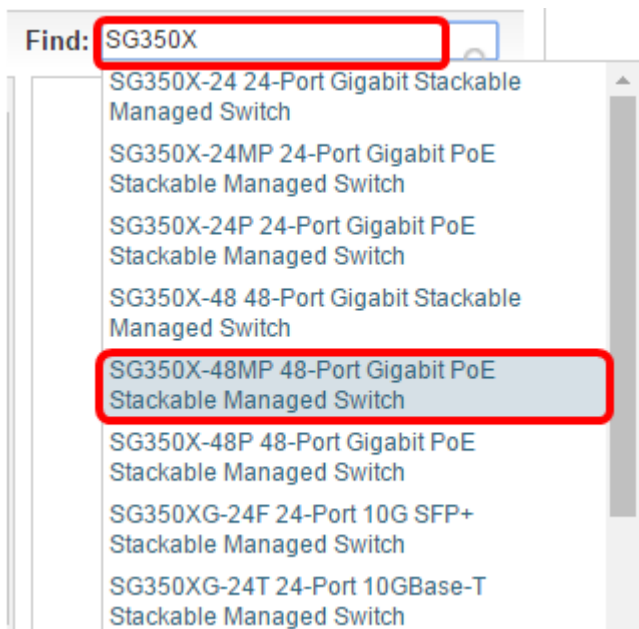 Find: SG350X
SG350X-24 24-Port Gigabit Stackable
Managed Switch
SG350X-24MP 24-Port Gigabit PoE
Stackable Managed Switch
SG350X-24P 24-Port Gigabit PoE
Stackable Managed Switch
SG350X-48 48-Port Gigabit Stackable
Managed Switch
SG350X-48MP 48-Port Gigabit PoE
Stackable Managed Switch
SG350X-48P 48-Port Gigabit PoE
Stackable Managed Switch
SG350XG-24F 24-Port 10G SFP+
Stackable Managed Switch
SG350XG-24T 24-Port 10GBase-T
Stackable Managed Switch